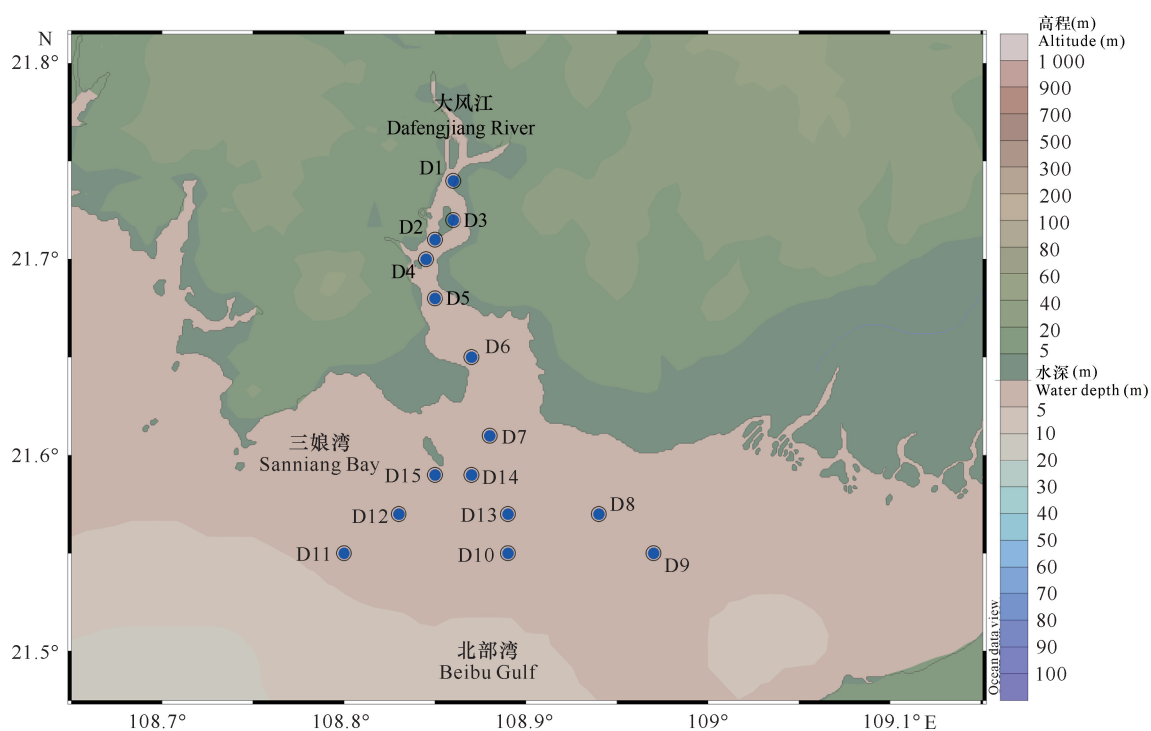 N
21.8°
21.7°
21.6°
21.5°
大风江
Dafengjiang River
D1
D3
D2
D4
D5
D6
D7
三娘湾
Sanniang Bay
D15
D14
D12
D13
D8
D11
D10
D9
北部湾
Beibu Gulf
108.7°
108.8°
108.9°
109°
109.1° E
高程(m)
Altitude (m)
1 000
900
700
500
300
200
100
80
60
40
20
5
水深 (m)
Water depth (m)
5
10
20
30
40
50
60
70
80
90
100
Ocean data view